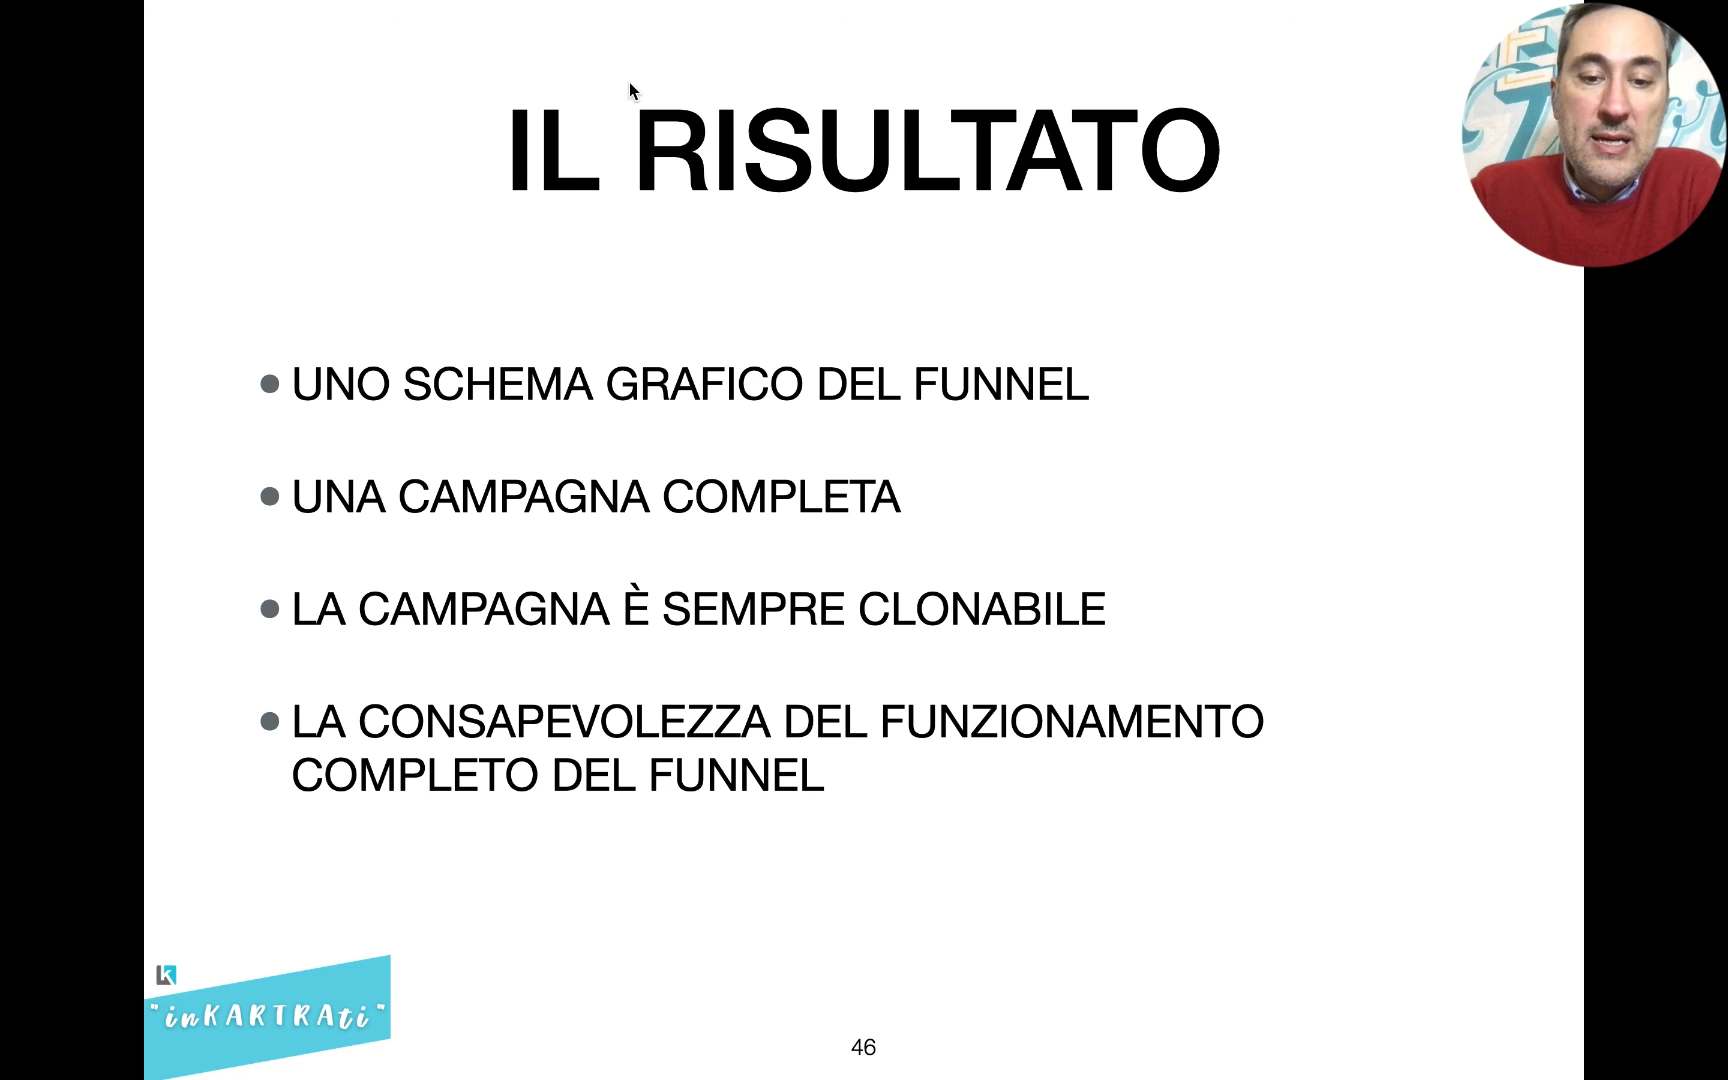 IL RISULTATO
UNO SCHEMA GRAFICO DEL FUNNEL
UNA CAMPAGNA COMPLETA
LA CAMPAGNA È SEMPRE CLONABILE
LA CONSAPEVOLEZZA DEL FUNZIONAMENTO
COMPLETO DEL FUNNEL
"inKARTRAti"
46